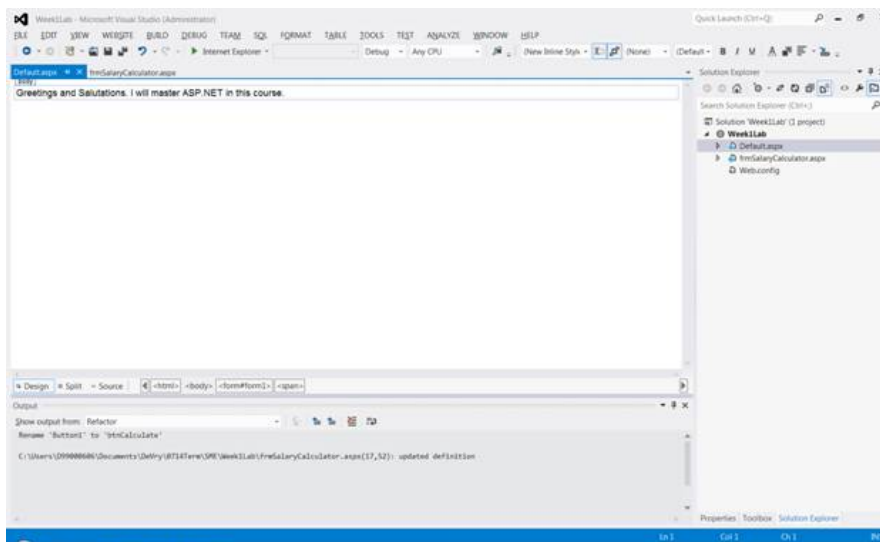 Week1Lab - Microsoft Visual Studio (Administrator)
Quick Launch (Ctrl+Q)
FILE EDIT VIEW WEBSITE BUILD DEBUG TEAM SQL FORMAT TABLE TOOLS TEST ANALYZE WINDOW HELP
Internet Explorer Debug Any CPU (New Inline Style (None) (Default B I U A
Default.aspx frmSalaryCalculator.aspx
body
Greetings and Salutations. I will master ASP.NET in this course.
Solution Explorer
Search Solution Explorer (Ctrl+;)
Solution 'Week1Lab' (1 project)
Week1Lab
Default.aspx
frmSalaryCalculator.aspx
Web.config
Design Split Source <html> <body> <form#form1> <span>
Output
Show output from: Refactor
Rename 'Button1' to 'btnCalculate'
C:\Users\D99000606\Documents\DeVry\0714Term\SME\Week1Lab\frmSalaryCalculator.aspx(17,52): updated definition
Properties Toolbox Solution Explorer
Ln 1 Col 1 Ch 1